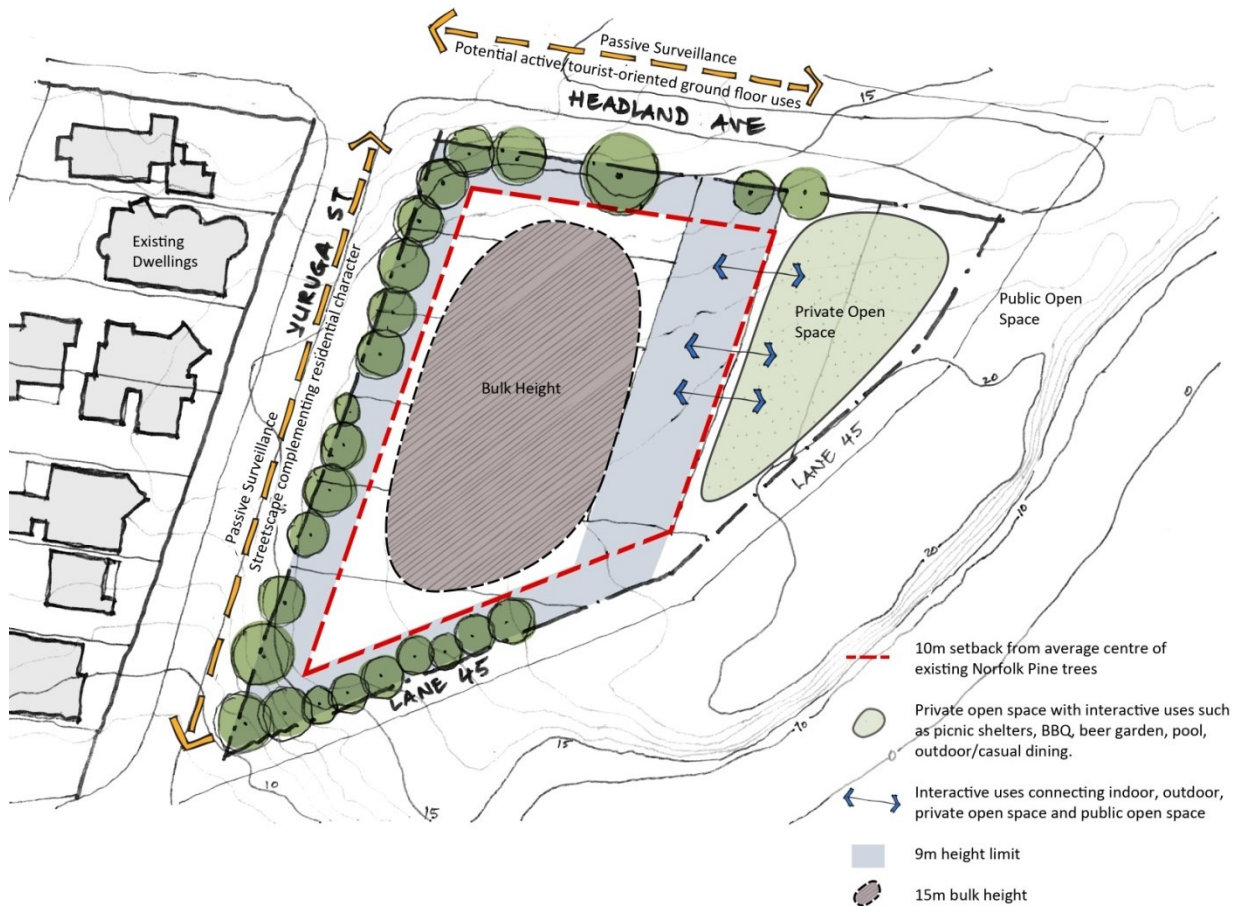 Passive Surveillance
Potential active/tourist-oriented ground floor uses
HEADLAND AVE
15
YURUGA ST
Existing
Dwellings
Passive Surveillance
Streetscape complementing residential character
Bulk Height
Private Open
Space
Public Open
Space
20
0
LANE 45
10
20
LANE 45
10
15
10
15
0
10m setback from average centre of
existing Norfolk Pine trees
Private open space with interactive uses such
as picnic shelters, BBQ, beer garden, pool,
outdoor/casual dining.
Interactive uses connecting indoor, outdoor,
private open space and public open space
9m height limit
15m bulk height